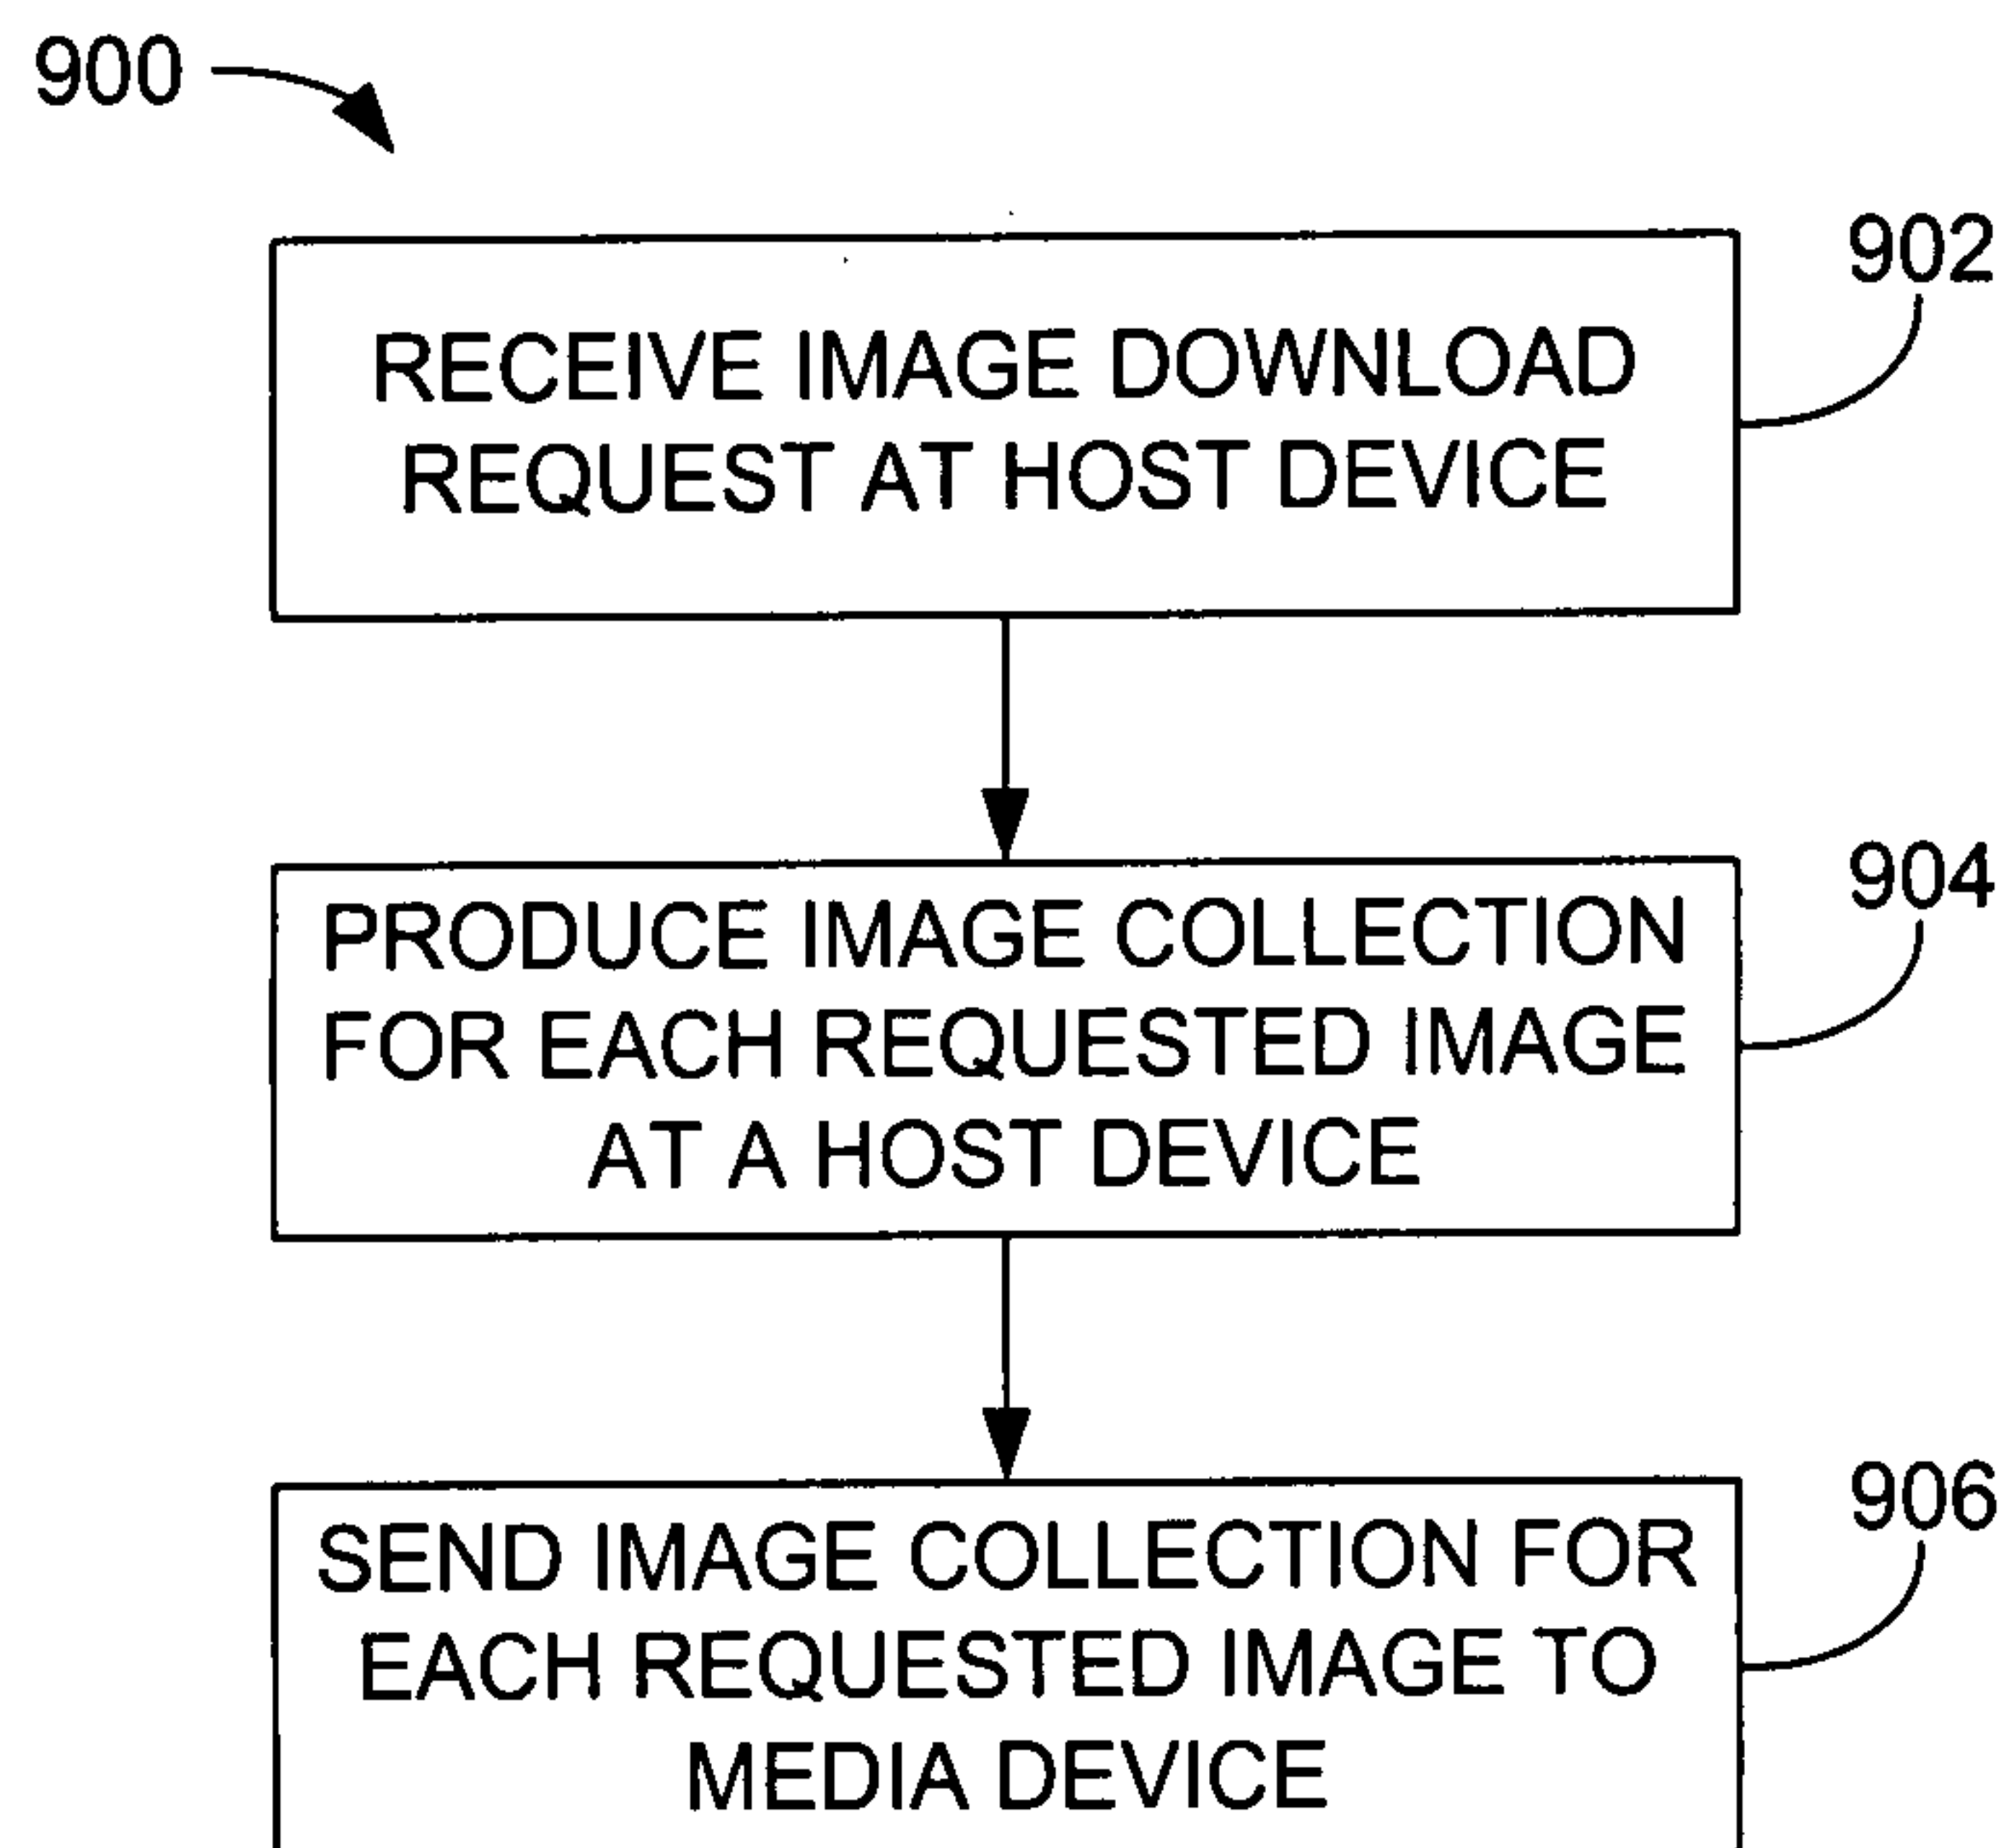 900
902
RECEIVE IMAGE DOWNLOAD
REQUEST AT HOST DEVICE
904
PRODUCE IMAGE COLLECTION
FOR EACH REQUESTED IMAGE
AT A HOST DEVICE
906
SEND IMAGE COLLECTION FOR
EACH REQUESTED IMAGE TO
MEDIA DEVICE